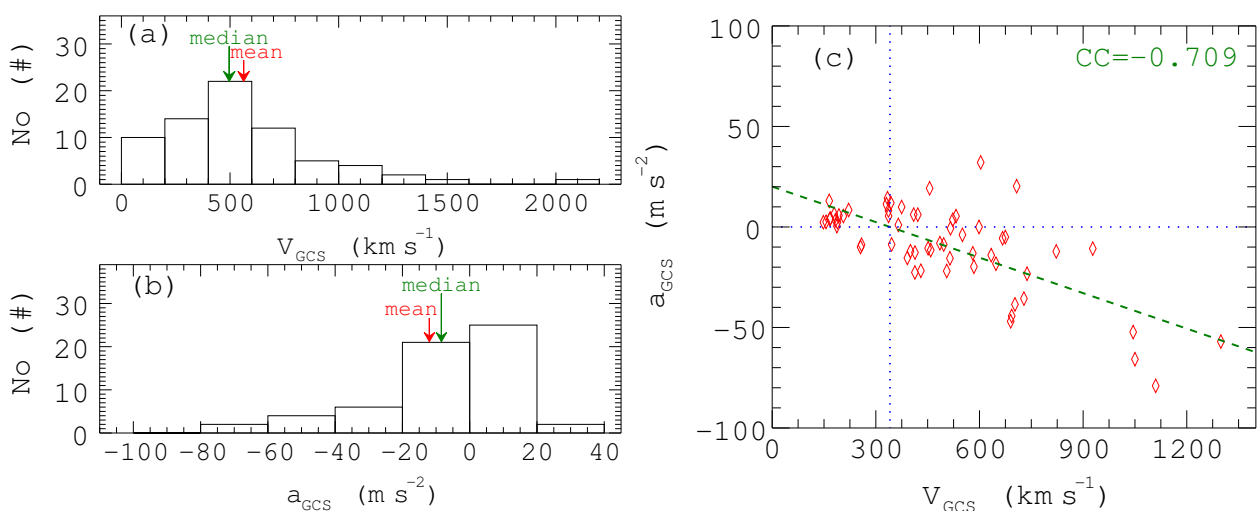 (a)
median
mean
No (#)
30
20
10
0
0
500
1000
1500
2000
V_GCS (km s⁻¹)
(b)
median
mean
No (#)
30
20
10
0
−100
−80
−60
−40
−20
0
20
40
a_GCS (m s⁻²)
(c)
CC=−0.709
a_GCS (m s⁻²)
100
50
0
−50
−100
0
300
600
900
1200
V_GCS (km s⁻¹)